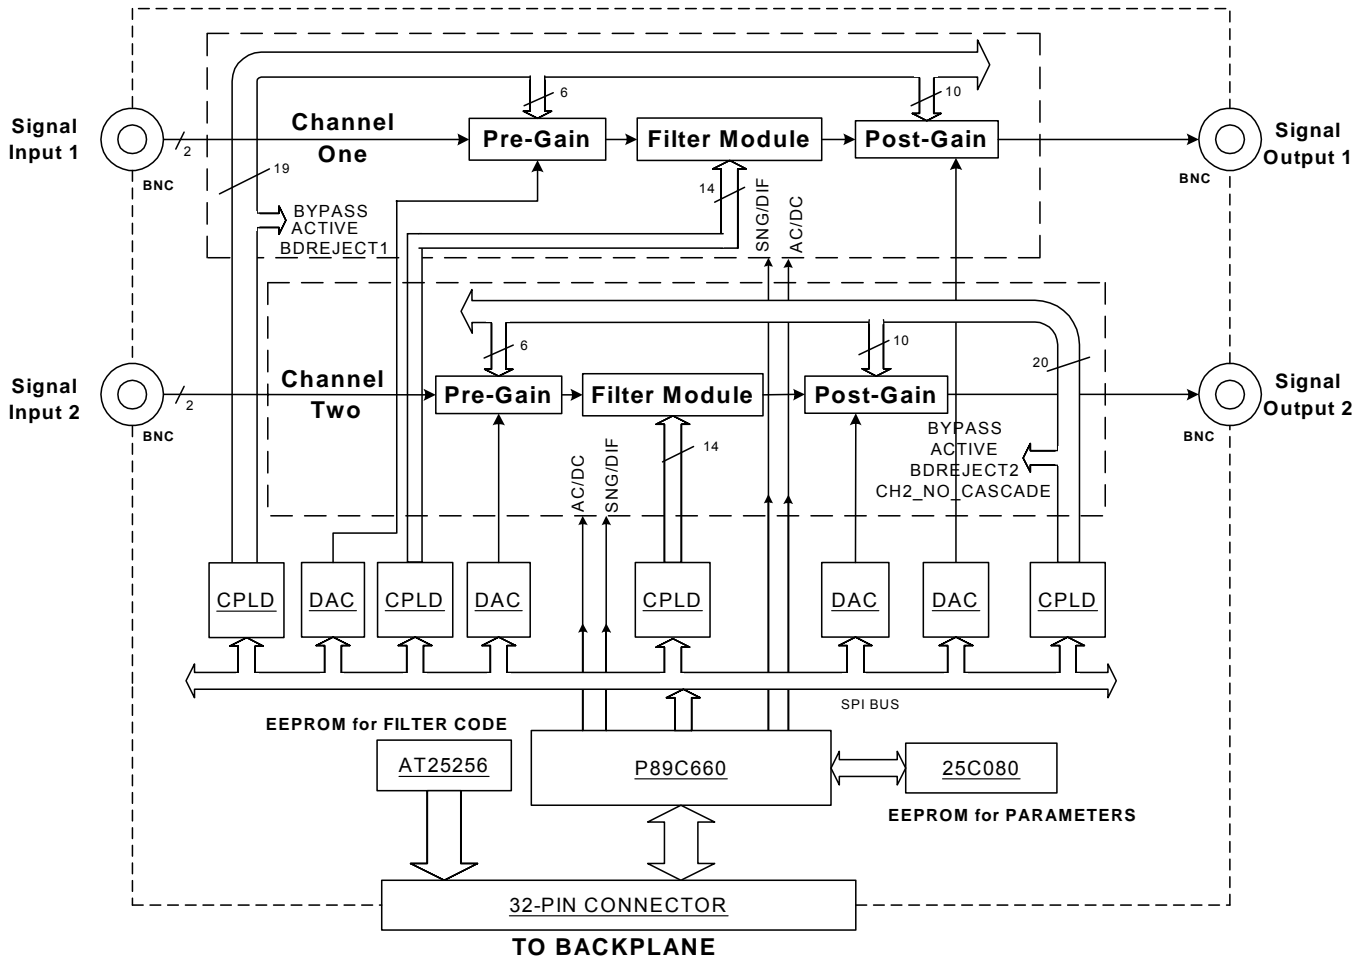 Signal
Input 1
2
BNC
Channel
One
19
BYPASS
ACTIVE
BDREJECT1
6
Pre-Gain
Filter Module
10
Post-Gain
14
SNG/DIF
AC/DC
BNC
Signal
Output 1
Signal
Input 2
2
BNC
Channel
Two
6
Pre-Gain
Filter Module
10
Post-Gain
20
14
AC/DC
SNG/DIF
BYPASS
ACTIVE
BDREJECT2
CH2_NO_CASCADE
BNC
Signal
Output 2
CPLD
DAC
CPLD
DAC
CPLD
DAC
DAC
CPLD
SPI BUS
EEPROM for FILTER CODE
AT25256
P89C660
25C080
EEPROM for PARAMETERS
32-PIN CONNECTOR
TO BACKPLANE